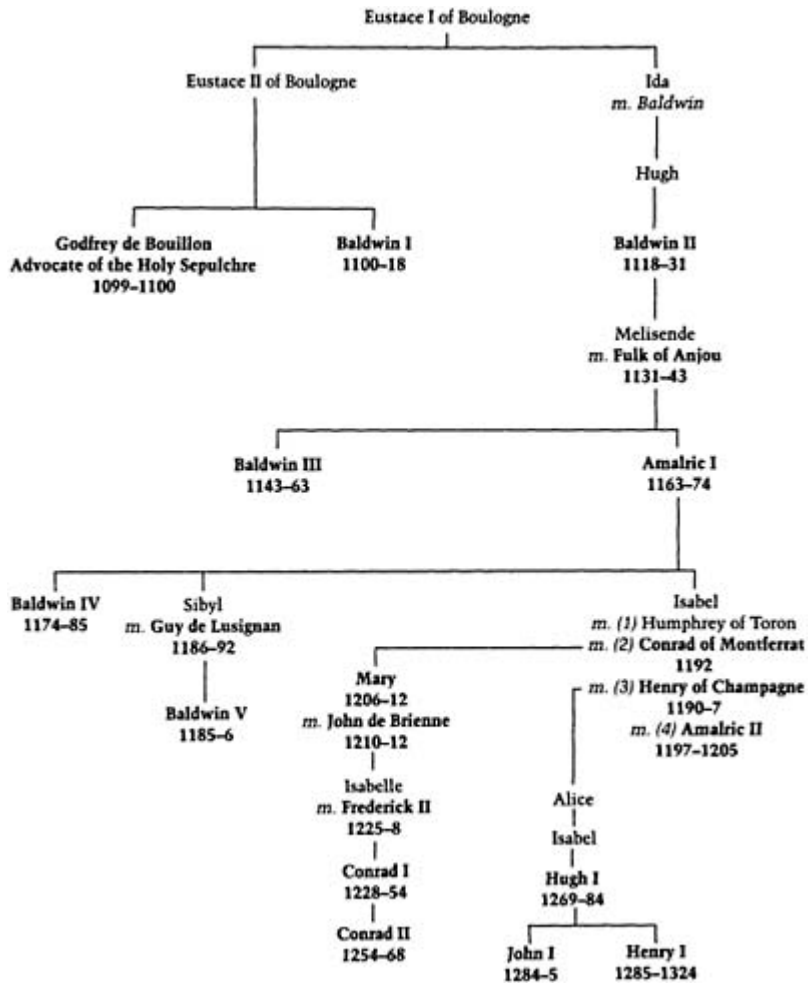 Eustace I of Boulogne
Eustace II of Boulogne
Ida
m. Baldwin
Hugh
Godfrey de Bouillon
Advocate of the Holy Sepulchre
1099–1100
Baldwin I
1100–18
Baldwin II
1118–31
Melisende
m. Fulk of Anjou
1131–43
Baldwin III
1143–63
Amalric I
1163–74
Baldwin IV
1174–85
Sibyl
m. Guy de Lusignan
1186–92
Baldwin V
1185–6
Isabel
m. (1) Humphrey of Toron
m. (2) Conrad of Montferrat
1192
m. (3) Henry of Champagne
1190–7
m. (4) Amalric II
1197–1205
Mary
1206–12
m. John de Brienne
1210–12
Isabelle
m. Frederick II
1225–8
Conrad I
1228–54
Conrad II
1254–68
Alice
Isabel
Hugh I
1269–84
John I
1284–5
Henry I
1285–1324